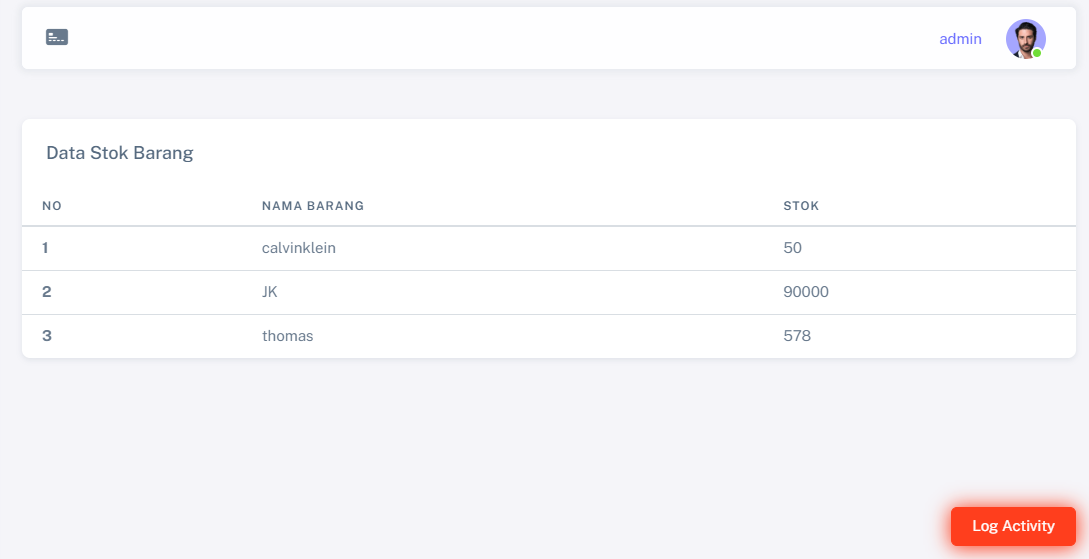 admin
Data Stok Barang
NO NAMA BARANG STOK
1 calvinklein 50
2 JK 90000
3 thomas 578
Log Activity